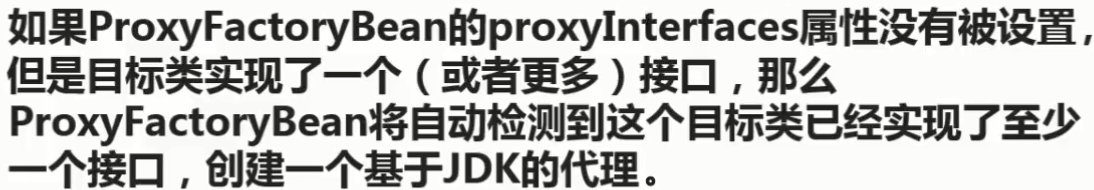 如果ProxyFactoryBean的proxyInterfaces属性没有被设置，
但是目标类实现了一个（或者更多）接口，那么
ProxyFactoryBean将自动检测到这个目标类已经实现了至少
一个接口，创建一个基于JDK的代理。